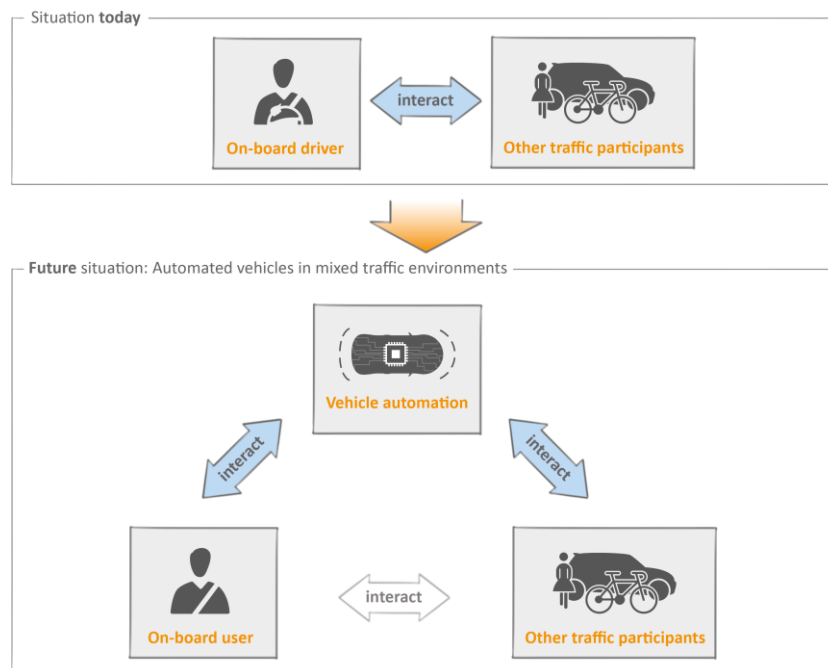 Situation today
interact
On-board driver
Other traffic participants
Future situation: Automated vehicles in mixed traffic environments
Vehicle automation
interact
interact
On-board user
interact
Other traffic participants